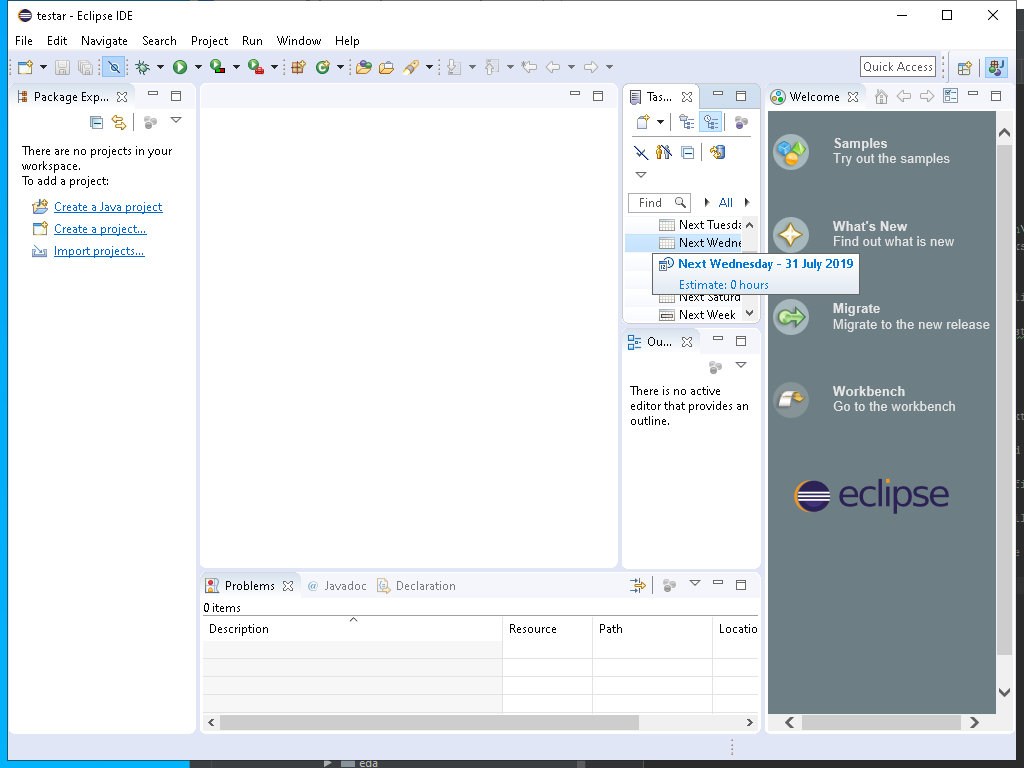 testar - Eclipse IDE
File Edit Navigate Search Project Run Window Help
Quick Access
Package Exp...
There are no projects in your
workspace.
To add a project:
Create a Java project
Create a project...
Import projects...
Tas...
Find
All
Next Tuesda
Next Wedne
Next Wednesday - 31 July 2019
Estimate: 0 hours
Next Saturd
Next Week
Ou...
There is no active
editor that provides an
outline.
Welcome
Samples
Try out the samples
What's New
Find out what is new
Migrate
Migrate to the new release
Workbench
Go to the workbench
eclipse
Problems @ Javadoc Declaration
0 items
Description Resource Path Locatio
eda